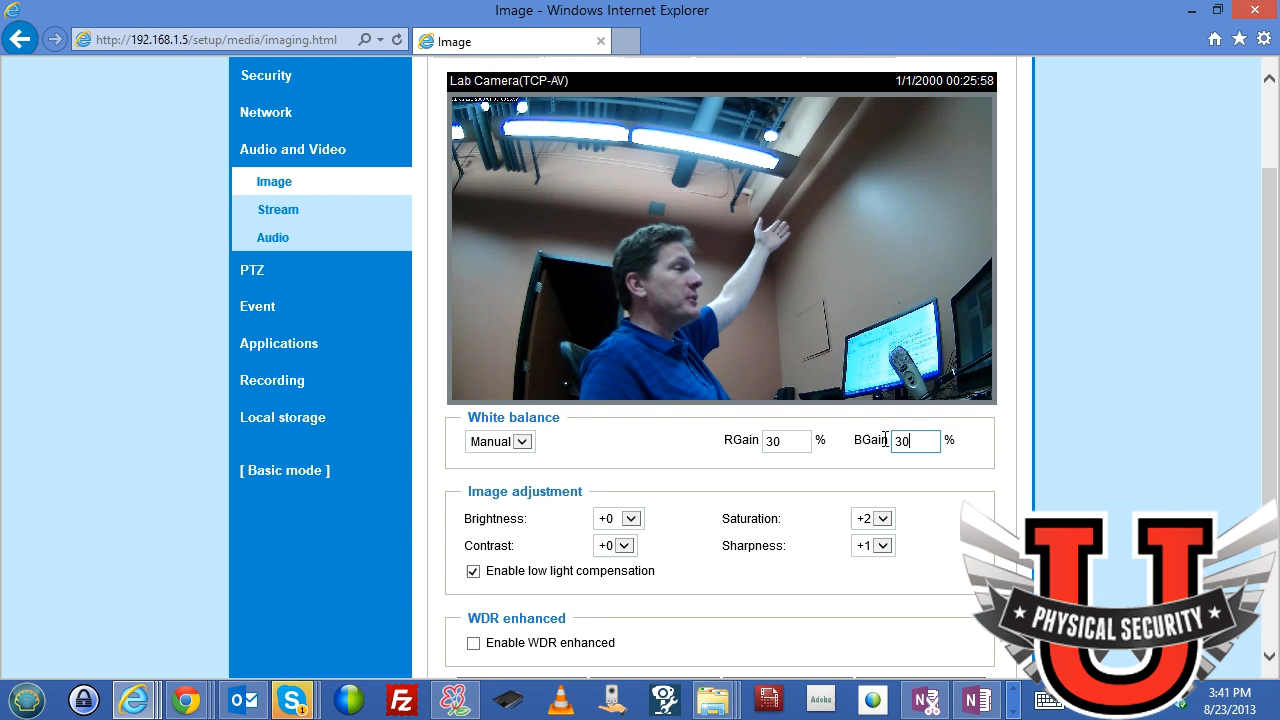 Image - Windows Internet Explorer
http://192.168.1.5/setup/media/imaging.html
Image
Security
Network
Audio and Video
Image
Stream
Audio
PTZ
Event
Applications
Recording
Local storage
[ Basic mode ]
Lab Camera(TCP-AV)
1/1/2000 00:25:58
White balance
Manual
RGain 30 %
BGain 30 %
Image adjustment
Brightness: +0
Saturation: +2
Contrast: +0
Sharpness: +1
Enable low light compensation
WDR enhanced
Enable WDR enhanced
U
PHYSICAL SECURITY
Adobe
3:41 PM
8/23/2013